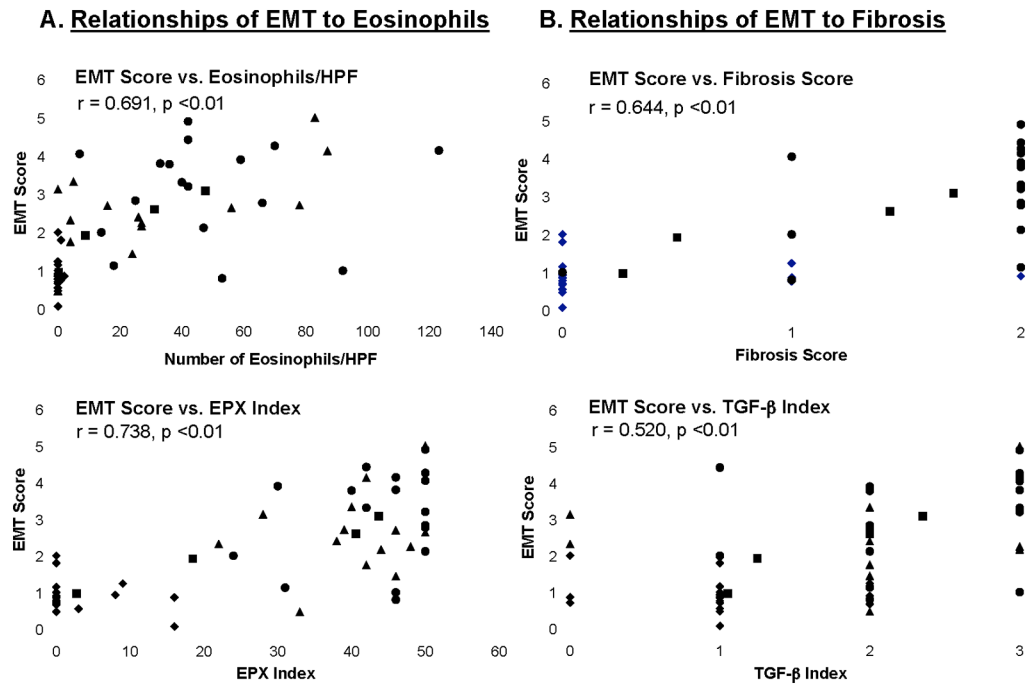 A. Relationships of EMT to Eosinophils
B. Relationships of EMT to Fibrosis
EMT Score vs. Eosinophils/HPF
r = 0.691, p <0.01
EMT Score
6
5
4
3
2
1
0
0 20 40 60 80 100 120 140
Number of Eosinophils/HPF
EMT Score vs. Fibrosis Score
r = 0.644, p <0.01
EMT Score
6
5
4
3
2
1
0
0 1 2
Fibrosis Score
EMT Score vs. EPX Index
r = 0.738, p <0.01
EMT Score
6
5
4
3
2
1
0
0 10 20 30 40 50 60
EPX Index
EMT Score vs. TGF-β Index
r = 0.520, p <0.01
EMT Score
6
5
4
3
2
1
0
0 1 2 3
TGF-β Index